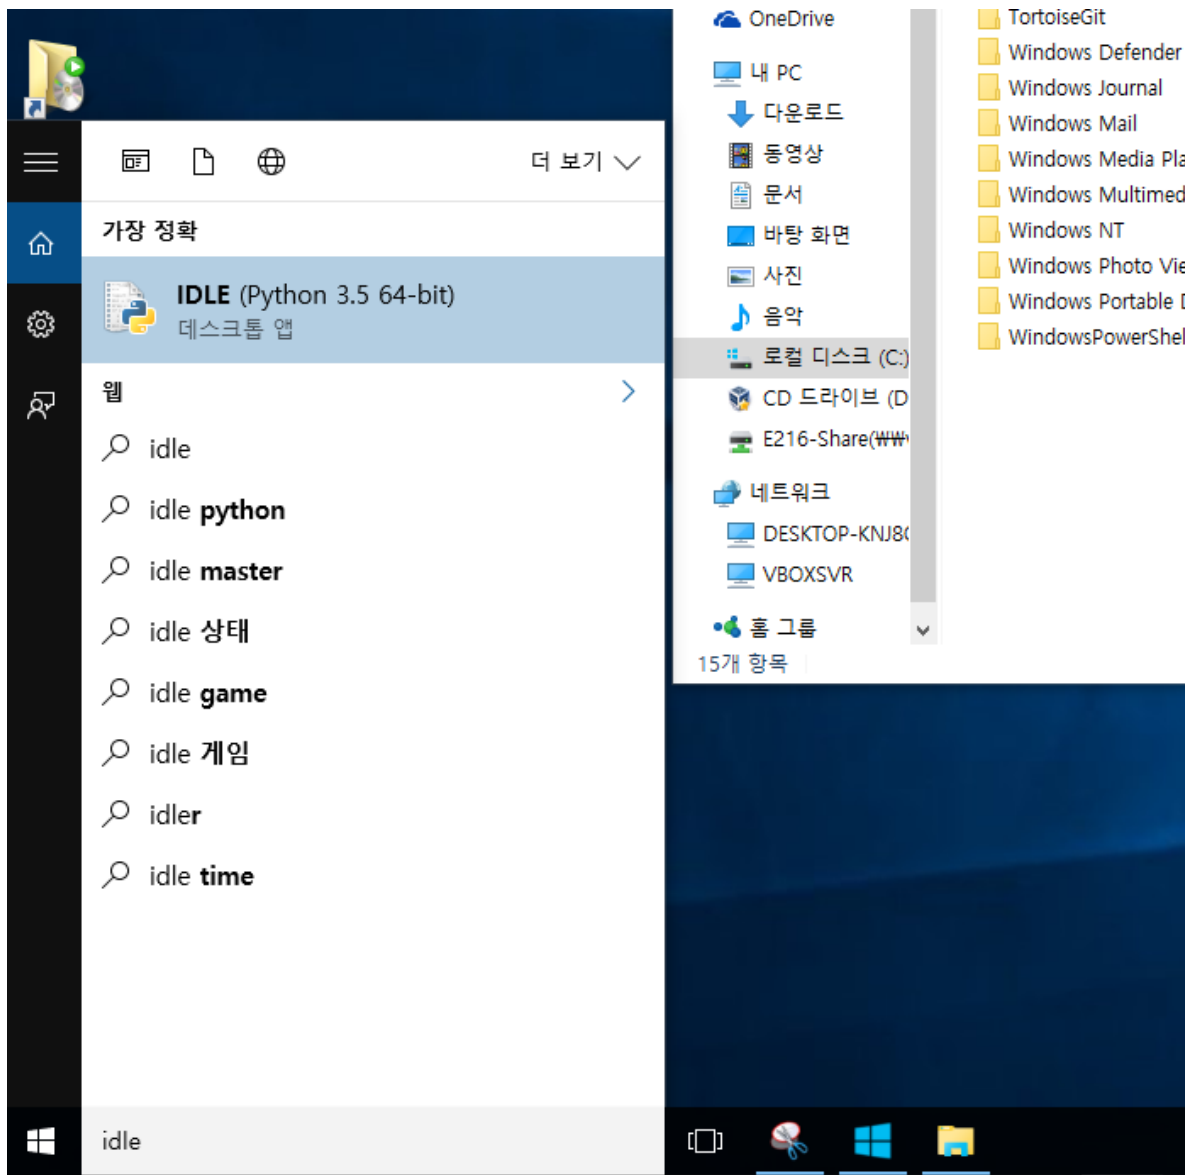 더 보기
가장 정확
IDLE (Python 3.5 64-bit)
데스크톱 앱
웹
idle
idle python
idle master
idle 상태
idle game
idle 게임
idler
idle time
idle
OneDrive
내 PC
다운로드
동영상
문서
바탕 화면
사진
음악
로컬 디스크 (C:)
CD 드라이브 (D
E216-Share(₩₩
네트워크
DESKTOP-KNJ8
VBOXSVR
홈 그룹
15개 항목
TortoiseGit
Windows Defender
Windows Journal
Windows Mail
Windows Media Pla
Windows Multimed
Windows NT
Windows Photo Vie
Windows Portable D
WindowsPowerShel